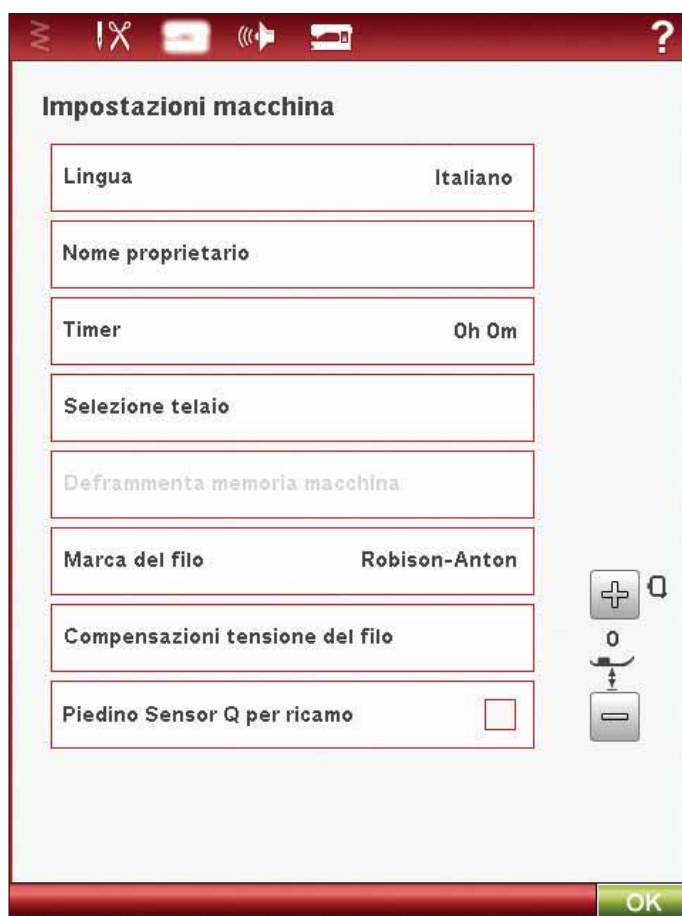 ?
Impostazioni macchina
Lingua Italiano
Nome proprietario
Timer 0h 0m
Selezione telaio
Deframmenta memoria macchina
Marca del filo Robison-Anton
Compensazioni tensione del filo
0
Piedino Sensor Q per ricamo
OK